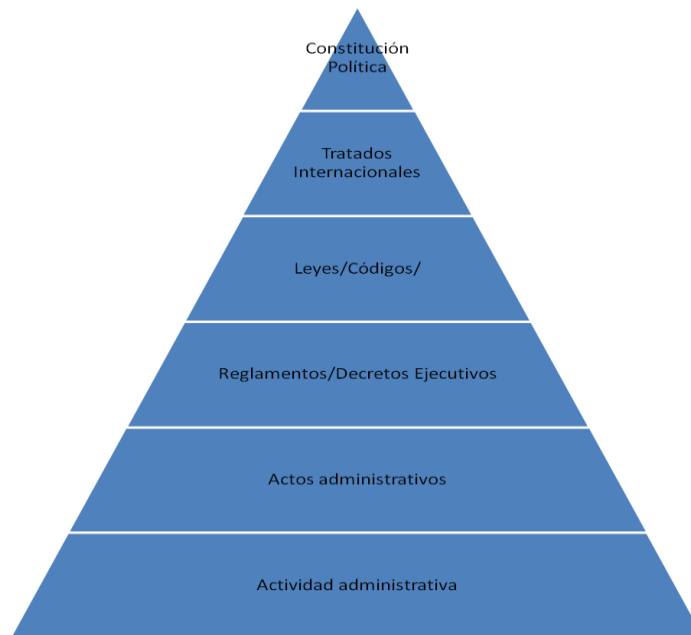 Constitución
Política
Tratados
Internacionales
Leyes/Códigos/
Reglamentos/Decretos Ejecutivos
Actos administrativos
Actividad administrativa